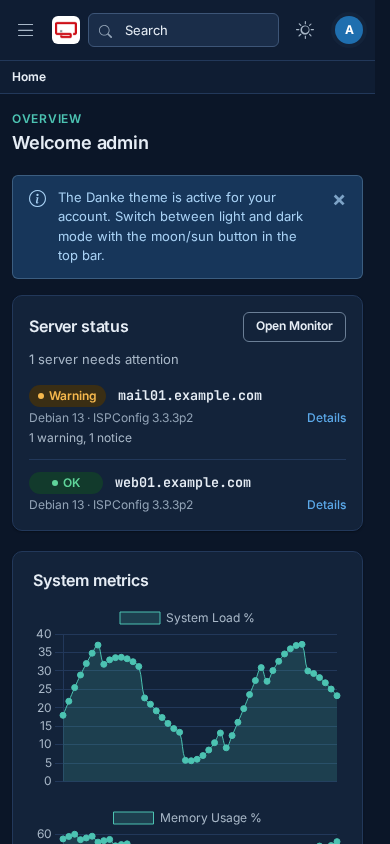 Search
A
Home
OVERVIEW
Welcome admin
The Danke theme is active for your
account. Switch between light and dark
mode with the moon/sun button in the
top bar.
Server status
Open Monitor
1 server needs attention
Warning mail01.example.com
Debian 13 · ISPConfig 3.3.3p2 Details
1 warning, 1 notice
OK web01.example.com
Debian 13 · ISPConfig 3.3.3p2 Details
System metrics
System Load %
40
35
30
25
20
15
10
5
0
Memory Usage %
60